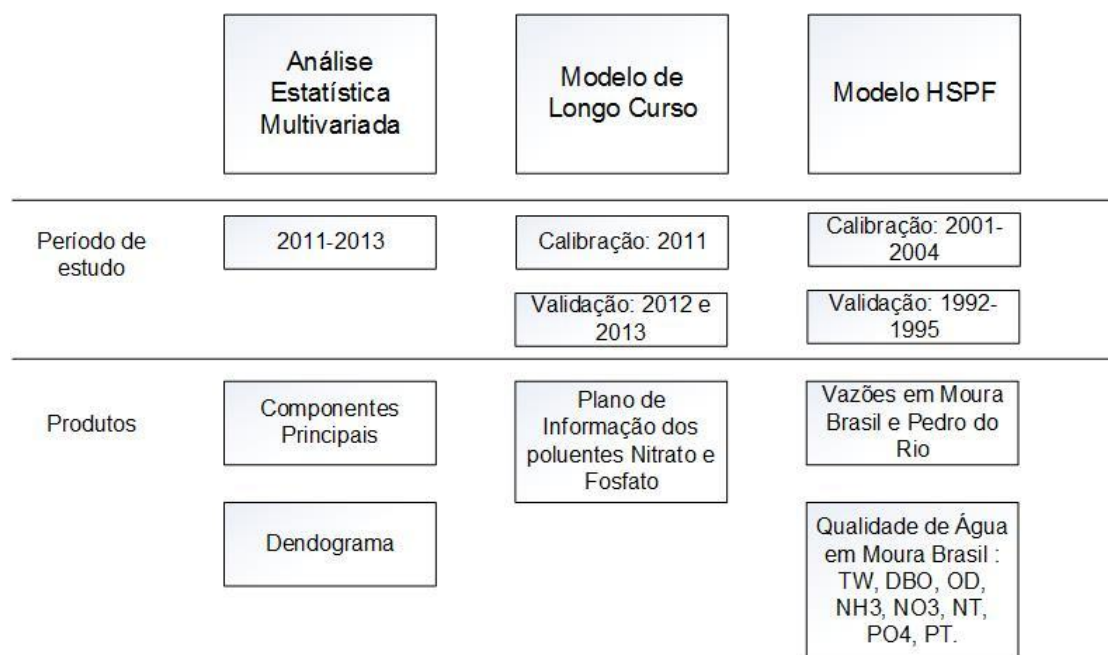 Análise
Estatística
Multivariada
Modelo de
Longo Curso
Modelo HSPF
Período de
estudo
2011-2013
Calibração: 2011
Calibração: 2001-
2004
Validação: 2012 e
2013
Validação: 1992-
1995
Produtos
Componentes
Principais
Plano de
Informação dos
poluentes Nitrato e
Fosfato
Vazões em Moura
Brasil e Pedro do
Rio
Dendograma
Qualidade de Água
em Moura Brasil :
TW, DBO, OD,
NH3, NO3, NT,
PO4, PT.